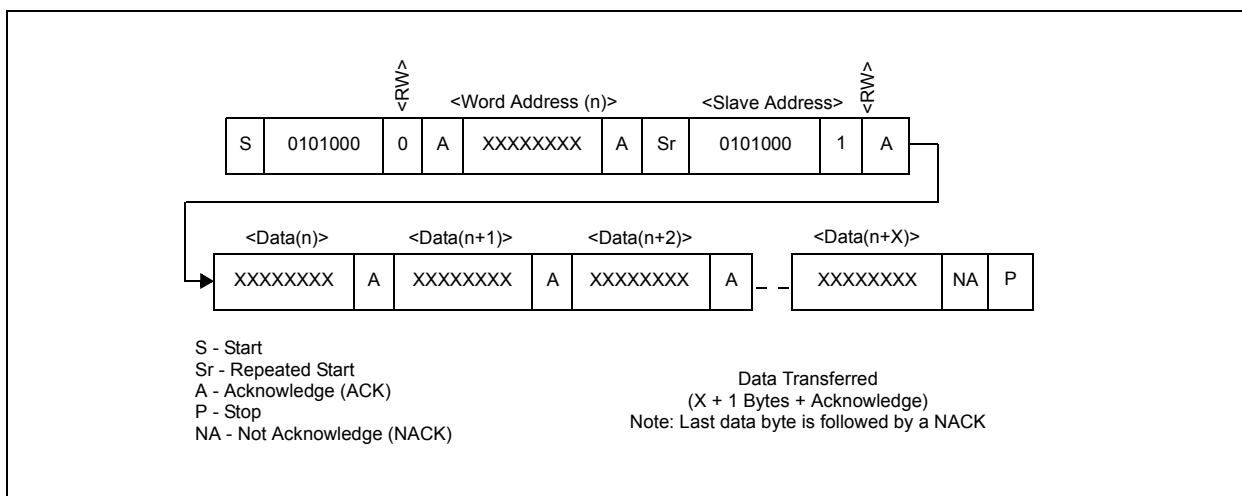 <RW> <RW>
<Word Address (n)> <Slave Address>
S 0101000 0 A XXXXXXXX A Sr 0101000 1 A
<Data(n)> <Data(n+1)> <Data(n+2)> <Data(n+X)>
XXXXXXXX A XXXXXXXX A XXXXXXXX A XXXXXXXX NA P
S - Start
Sr - Repeated Start
A - Acknowledge (ACK)
P - Stop
NA - Not Acknowledge (NACK)
Data Transferred
(X + 1 Bytes + Acknowledge)
Note: Last data byte is followed by a NACK